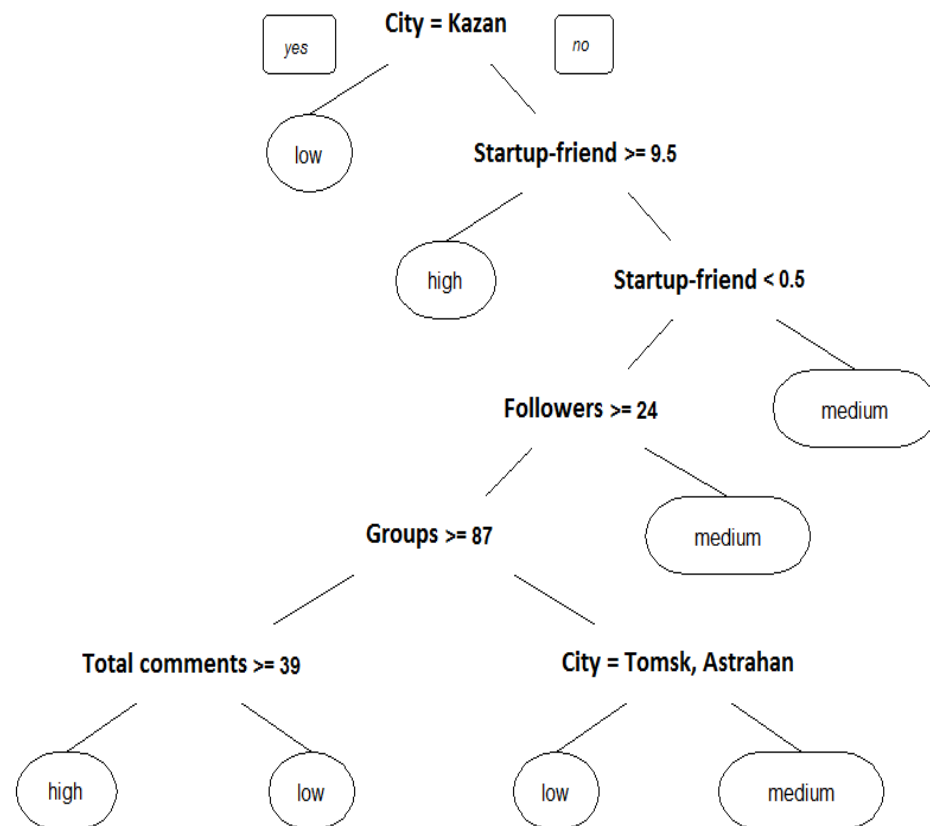 City = Kazan
yes
no
low
Startup-friend >= 9.5
high
Startup-friend < 0.5
medium
Followers >= 24
medium
Groups >= 87
Total comments >= 39
City = Tomsk, Astrahan
high
low
low
medium